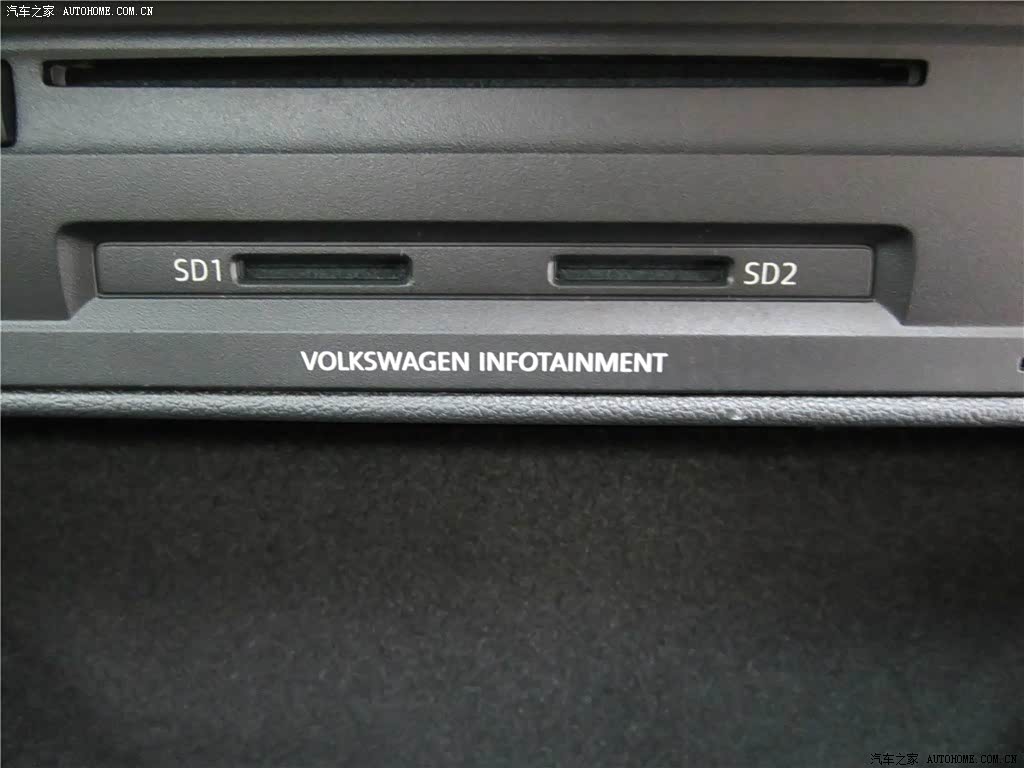 汽车之家 AUTOHOME.COM.CN
SD1
SD2
VOLKSWAGEN INFOTAINMENT
汽车之家 AUTOHOME.COM.CN